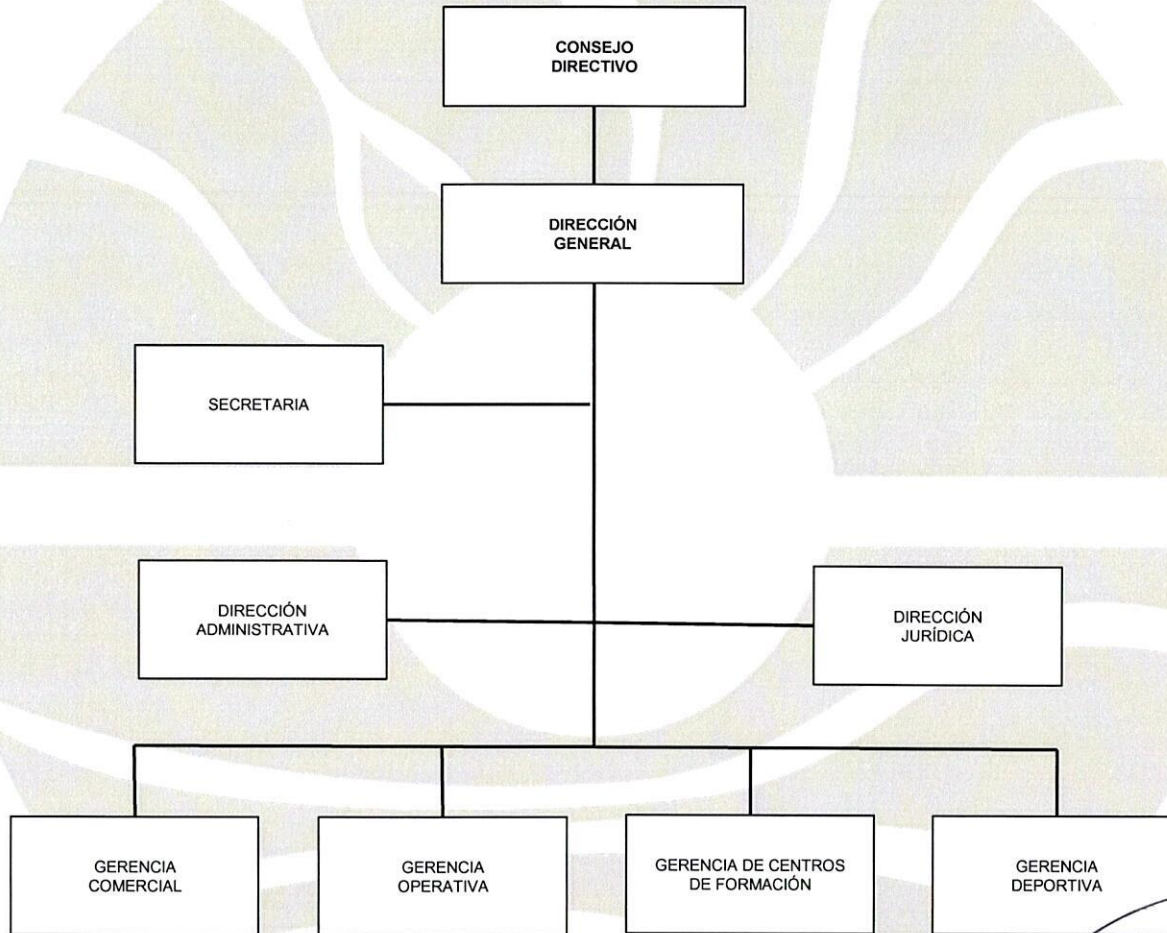 CONSEJO
DIRECTIVO
DIRECCIÓN
GENERAL
SECRETARIA
DIRECCIÓN
ADMINISTRATIVA
DIRECCIÓN
JURÍDICA
GERENCIA
COMERCIAL
GERENCIA
OPERATIVA
GERENCIA DE CENTROS
DE FORMACIÓN
GERENCIA
DEPORTIVA